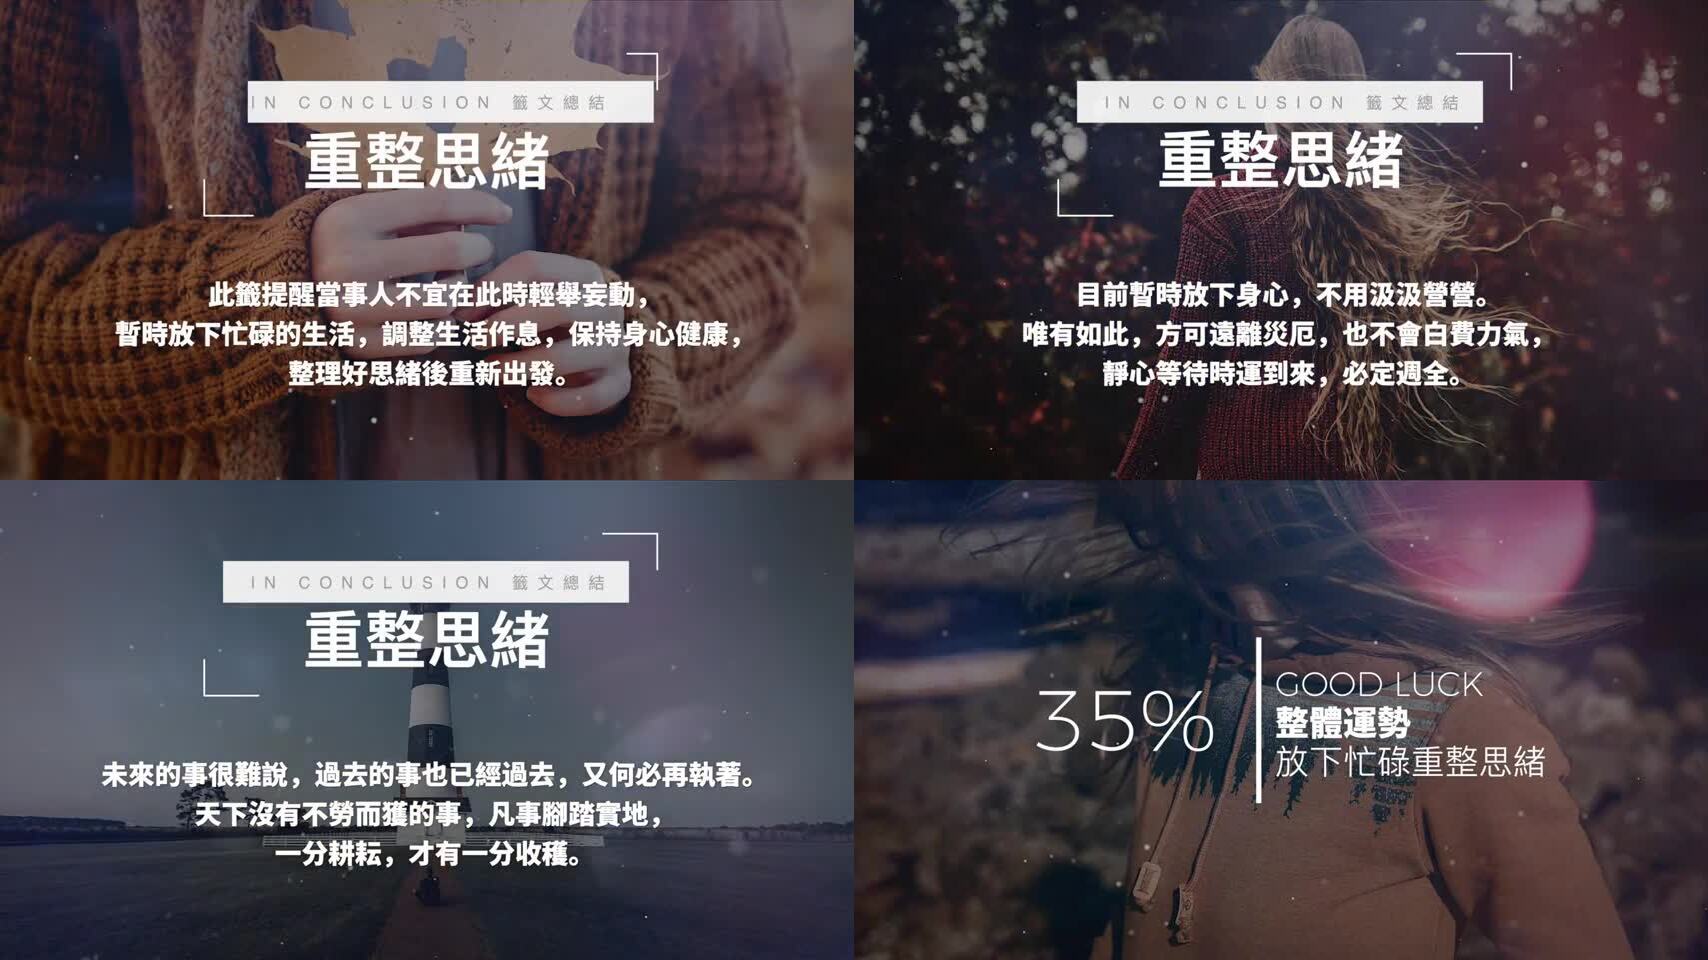 IN CONCLUSION 籤文總結
重整思緒
此籤提醒當事人不宜在此時輕舉妄動，
暫時放下忙碌的生活，調整生活作息，保持身心健康，
整理好思緒後重新出發。
IN CONCLUSION 籤文總結
重整思緒
目前暫時放下身心，不用汲汲營營。
唯有如此，方可遠離災厄，也不會白費力氣，
靜心等待時運到來，必定週全。
IN CONCLUSION 籤文總結
重整思緒
未來的事很難說，過去的事也已經過去，又何必再執著。
天下沒有不勞而獲的事，凡事腳踏實地，
一分耕耘，才有一分收穫。
35%
GOOD LUCK
整體運勢
放下忙碌重整思緒